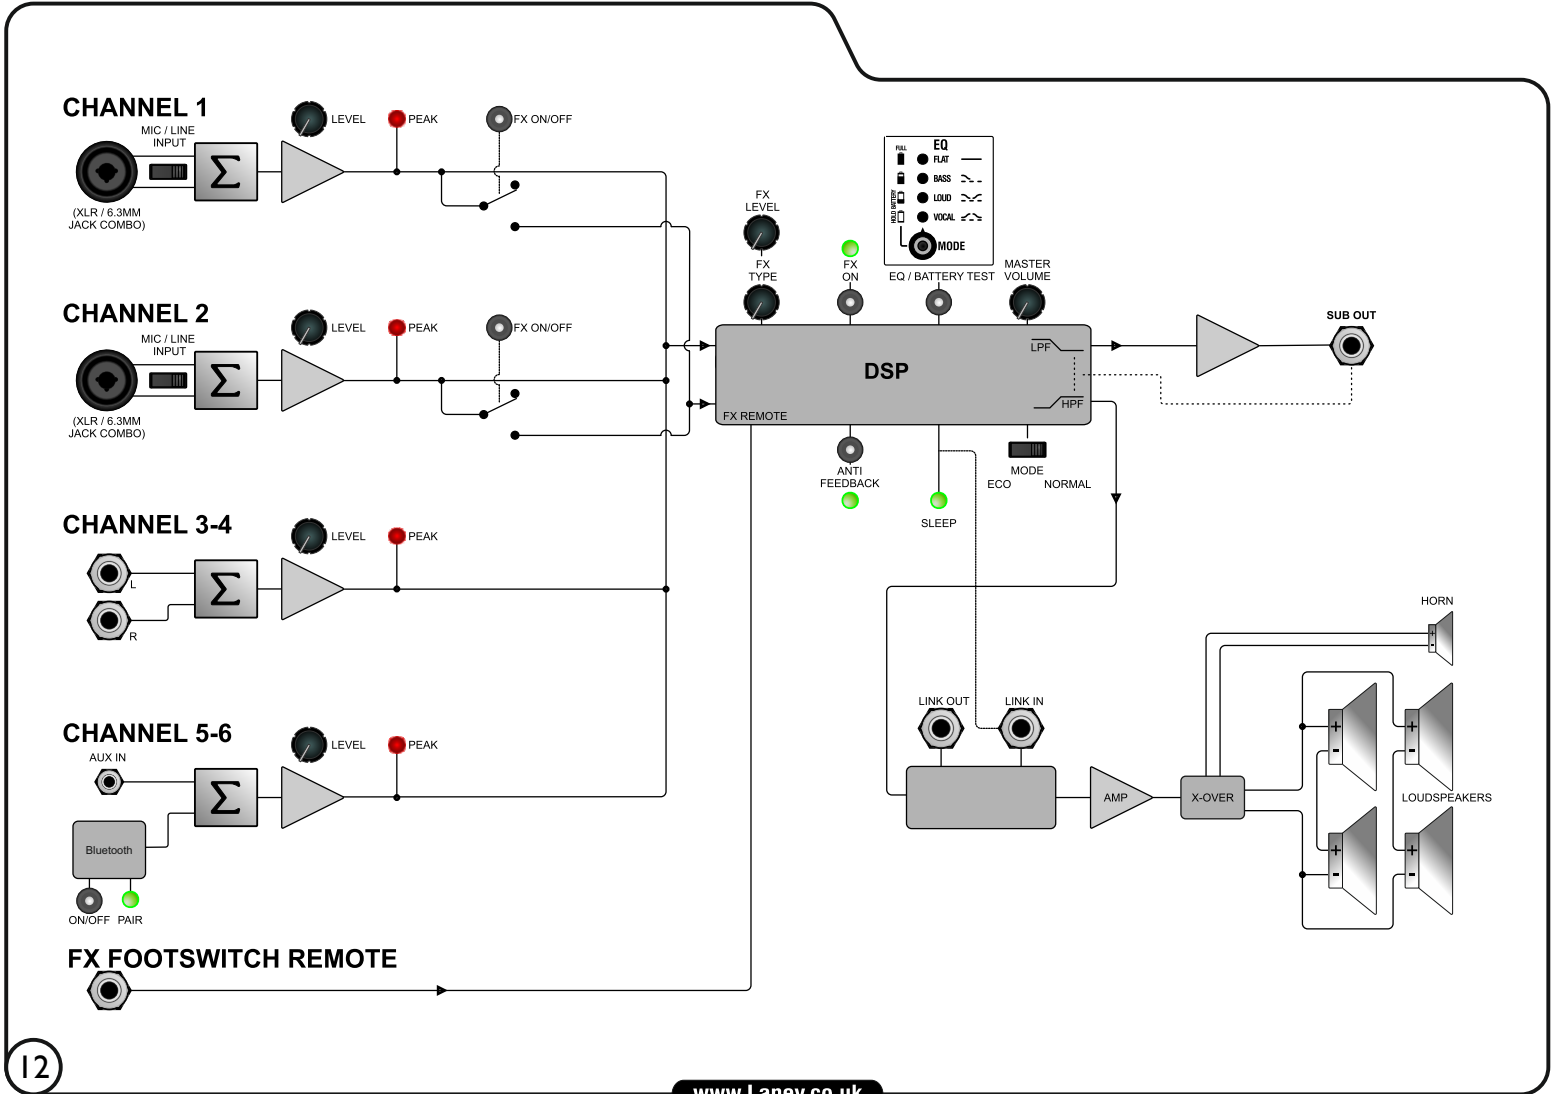 CHANNEL 1
MIC / LINE
INPUT
Σ
(XLR / 6.3MM
JACK COMBO)
LEVEL
PEAK
FX ON/OFF
CHANNEL 2
MIC / LINE
INPUT
Σ
(XLR / 6.3MM
JACK COMBO)
LEVEL
PEAK
FX ON/OFF
CHANNEL 3-4
L
R
Σ
LEVEL
PEAK
CHANNEL 5-6
AUX IN
Σ
LEVEL
PEAK
Bluetooth
ON/OFF
PAIR
FX FOOTSWITCH REMOTE
FX
LEVEL
FX
TYPE
FX
ON
FULL
EQ
FLAT
BASS
LOUD
VOCAL
HOLD BATTERY
MODE
EQ / BATTERY TEST
MASTER
VOLUME
DSP
FX REMOTE
LPF
HPF
SUB OUT
ANTI
FEEDBACK
SLEEP
MODE
ECO
NORMAL
LINK OUT
LINK IN
AMP
X-OVER
HORN
+
-
+
-
+
-
LOUDSPEAKERS
+
-
+
-
12
www.Laney.co.uk